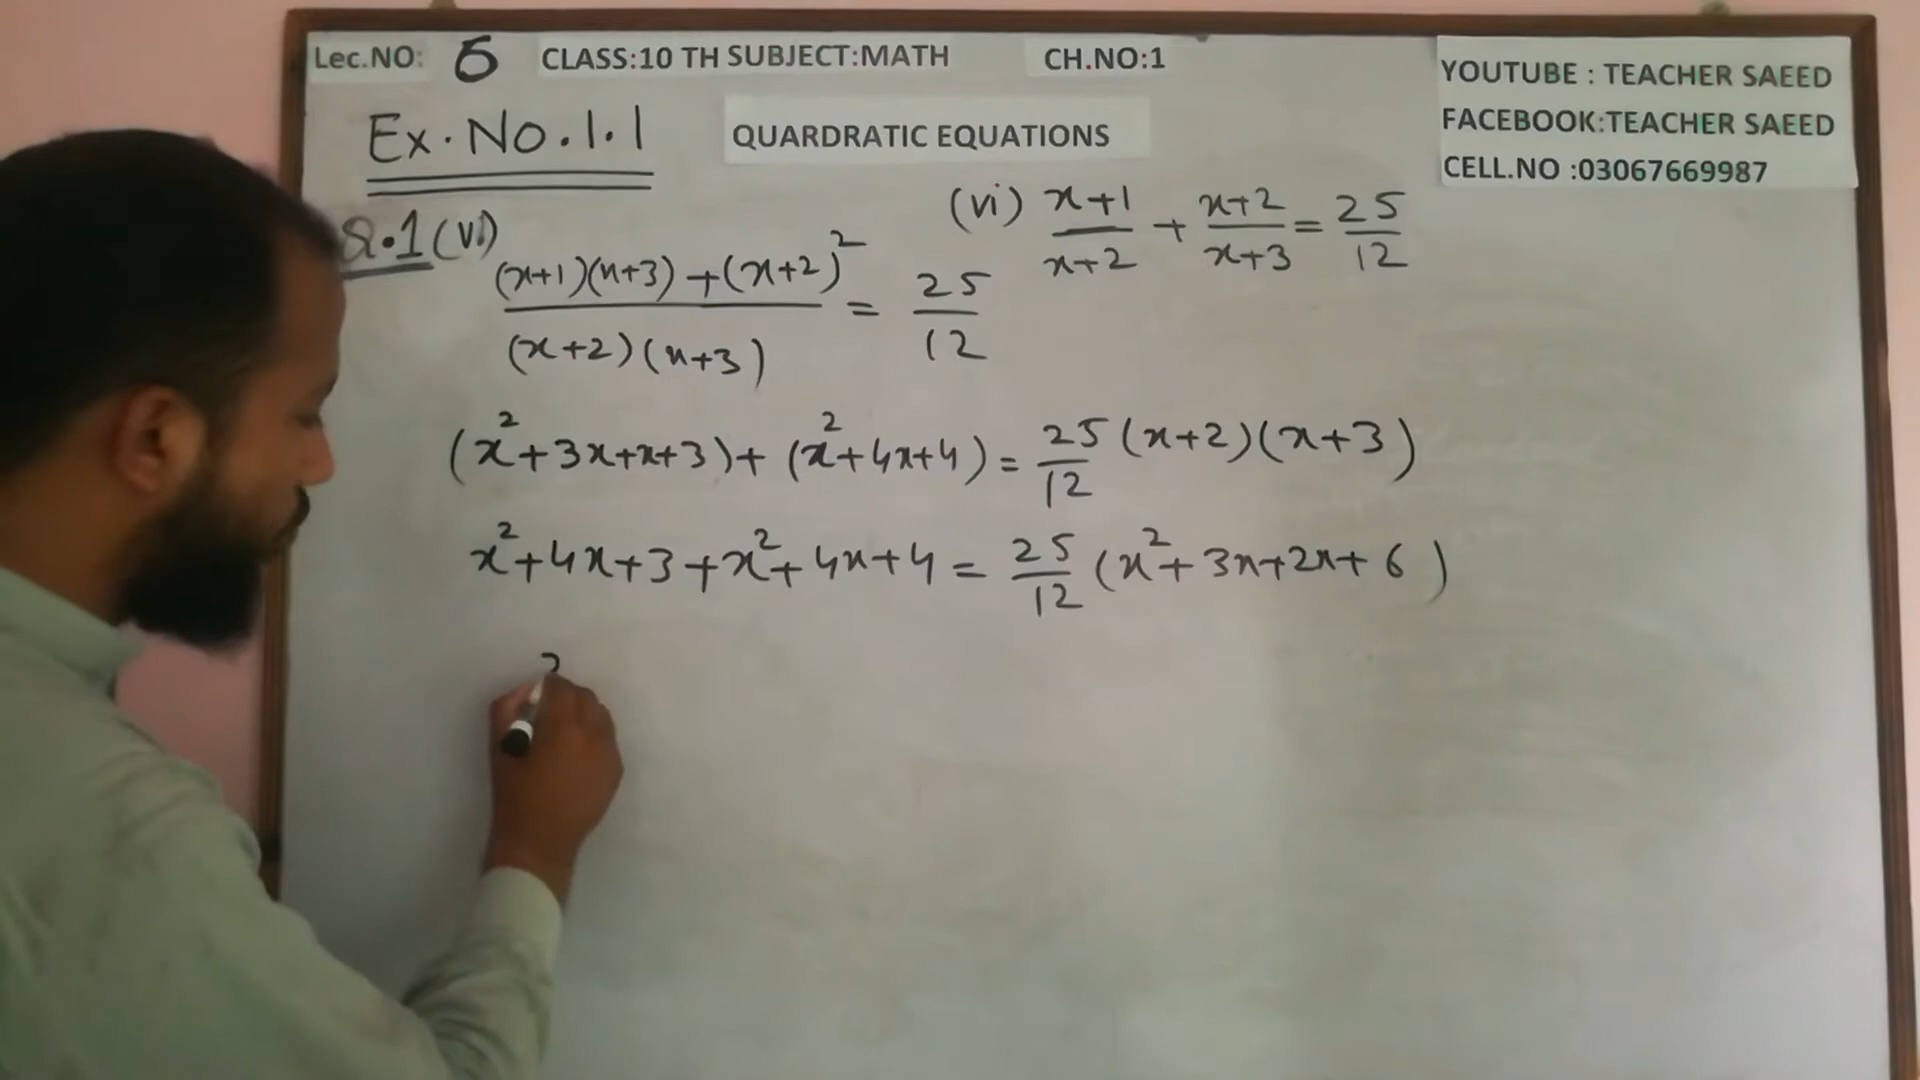 Lec.NO: 5 CLASS:10 TH SUBJECT:MATH CH.NO:1
YOUTUBE : TEACHER SAEED
FACEBOOK:TEACHER SAEED
CELL.NO :03067669987
Ex.No.1.1
QUARDRATIC EQUATIONS
(vi) x+1/x+2 + x+2/x+3 = 25/12
Q.1(vi)
(x+1)(x+3)+(x+2)²/(x+2)(x+3) = 25/12
(x²+3x+x+3)+(x²+4x+4) = 25/12 (x+2)(x+3)
x²+4x+3+x²+4x+4 = 25/12 (x²+3x+2x+6)
2